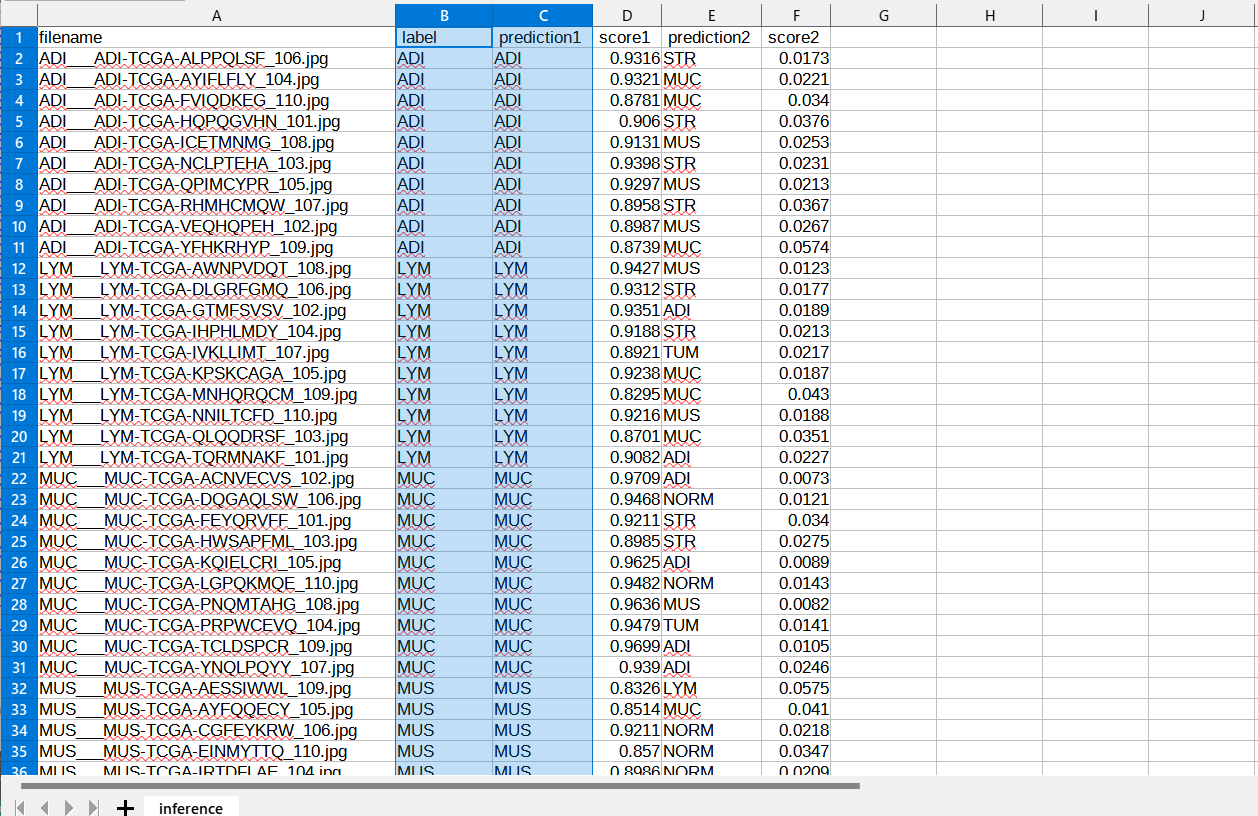 A B C D E F G H I J
1 filename label prediction1 score1 prediction2 score2
2 ADI___ADI-TCGA-ALPPQLSF_106.jpg ADI ADI 0.9316 STR 0.0173
3 ADI___ADI-TCGA-AYIFLFLY_104.jpg ADI ADI 0.9321 MUC 0.0221
4 ADI___ADI-TCGA-FVIQDKEG_110.jpg ADI ADI 0.8781 MUC 0.034
5 ADI___ADI-TCGA-HQPQGVHN_101.jpg ADI ADI 0.906 STR 0.0376
6 ADI___ADI-TCGA-ICETMNMG_108.jpg ADI ADI 0.9131 MUS 0.0253
7 ADI___ADI-TCGA-NCLPTEHA_103.jpg ADI ADI 0.9398 STR 0.0231
8 ADI___ADI-TCGA-QPIMCYPR_105.jpg ADI ADI 0.9297 MUS 0.0213
9 ADI___ADI-TCGA-RHMHCMQW_107.jpg ADI ADI 0.8958 STR 0.0367
10 ADI___ADI-TCGA-VEQHQPEH_102.jpg ADI ADI 0.8987 MUS 0.0267
11 ADI___ADI-TCGA-YFHKRHYP_109.jpg ADI ADI 0.8739 MUC 0.0574
12 LYM___LYM-TCGA-AWNPVDQT_108.jpg LYM LYM 0.9427 MUS 0.0123
13 LYM___LYM-TCGA-DLGRFGMQ_106.jpg LYM LYM 0.9312 STR 0.0177
14 LYM___LYM-TCGA-GTMFSVSV_102.jpg LYM LYM 0.9351 ADI 0.0189
15 LYM___LYM-TCGA-IHPHLMDY_104.jpg LYM LYM 0.9188 STR 0.0213
16 LYM___LYM-TCGA-IVKLLIMT_107.jpg LYM LYM 0.8921 TUM 0.0217
17 LYM___LYM-TCGA-KPSKCAGA_105.jpg LYM LYM 0.9238 MUC 0.0187
18 LYM___LYM-TCGA-MNHQRQCM_109.jpg LYM LYM 0.8295 MUC 0.043
19 LYM___LYM-TCGA-NNILTCFD_110.jpg LYM LYM 0.9216 MUS 0.0188
20 LYM___LYM-TCGA-QLQQDRSF_103.jpg LYM LYM 0.8701 MUC 0.0351
21 LYM___LYM-TCGA-TQRMNAKF_101.jpg LYM LYM 0.9082 ADI 0.0227
22 MUC___MUC-TCGA-ACNVECVS_102.jpg MUC MUC 0.9709 ADI 0.0073
23 MUC___MUC-TCGA-DQGAQLSW_106.jpg MUC MUC 0.9468 NORM 0.0121
24 MUC___MUC-TCGA-FEYQRVFF_101.jpg MUC MUC 0.9211 STR 0.034
25 MUC___MUC-TCGA-HWSAPFML_103.jpg MUC MUC 0.8985 STR 0.0275
26 MUC___MUC-TCGA-KQIELCRI_105.jpg MUC MUC 0.9625 ADI 0.0089
27 MUC___MUC-TCGA-LGPQKMQE_110.jpg MUC MUC 0.9482 NORM 0.0143
28 MUC___MUC-TCGA-PNQMTAHG_108.jpg MUC MUC 0.9636 MUS 0.0082
29 MUC___MUC-TCGA-PRPWCEVQ_104.jpg MUC MUC 0.9479 TUM 0.0141
30 MUC___MUC-TCGA-TCLDSPCR_109.jpg MUC MUC 0.9699 ADI 0.0105
31 MUC___MUC-TCGA-YNQLPQYY_107.jpg MUC MUC 0.939 ADI 0.0246
32 MUS___MUS-TCGA-AESSIWWL_109.jpg MUS MUS 0.8326 LYM 0.0575
33 MUS___MUS-TCGA-AYFQQECY_105.jpg MUS MUS 0.8514 MUC 0.041
34 MUS___MUS-TCGA-CGFEYKRW_106.jpg MUS MUS 0.9211 NORM 0.0218
35 MUS___MUS-TCGA-EINMYTTQ_110.jpg MUS MUS 0.857 NORM 0.0347
36 MUS MUS MUS 0.8986 NORM 0.0209
inference